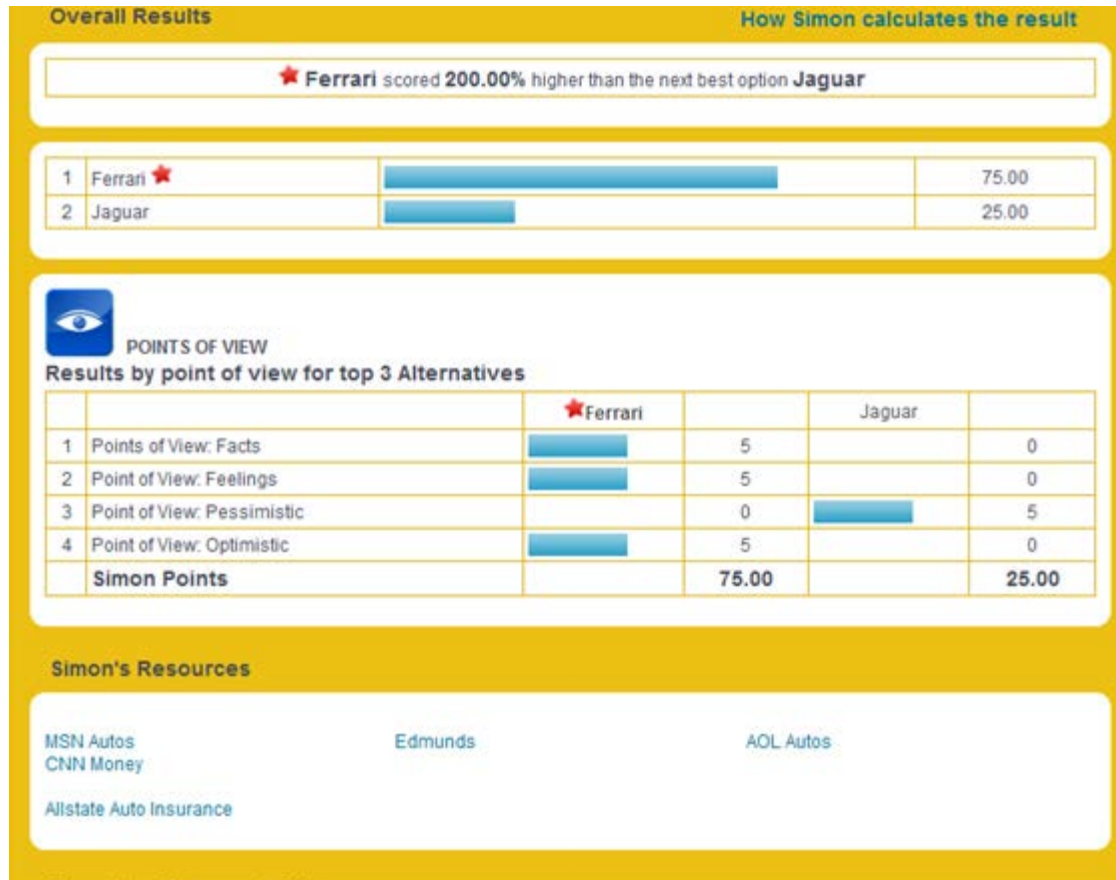 Overall Results How Simon calculates the result
Ferrari scored 200.00% higher than the next best option Jaguar
1 Ferrari 75.00
2 Jaguar 25.00
POINTS OF VIEW
Results by point of view for top 3 Alternatives
Ferrari Jaguar
1 Points of View: Facts 5 0
2 Point of View: Feelings 5 0
3 Point of View: Pessimistic 0 5
4 Point of View: Optimistic 5 0
Simon Points 75.00 25.00
Simon's Resources
MSN Autos Edmunds AOL Autos
CNN Money
Allstate Auto Insurance